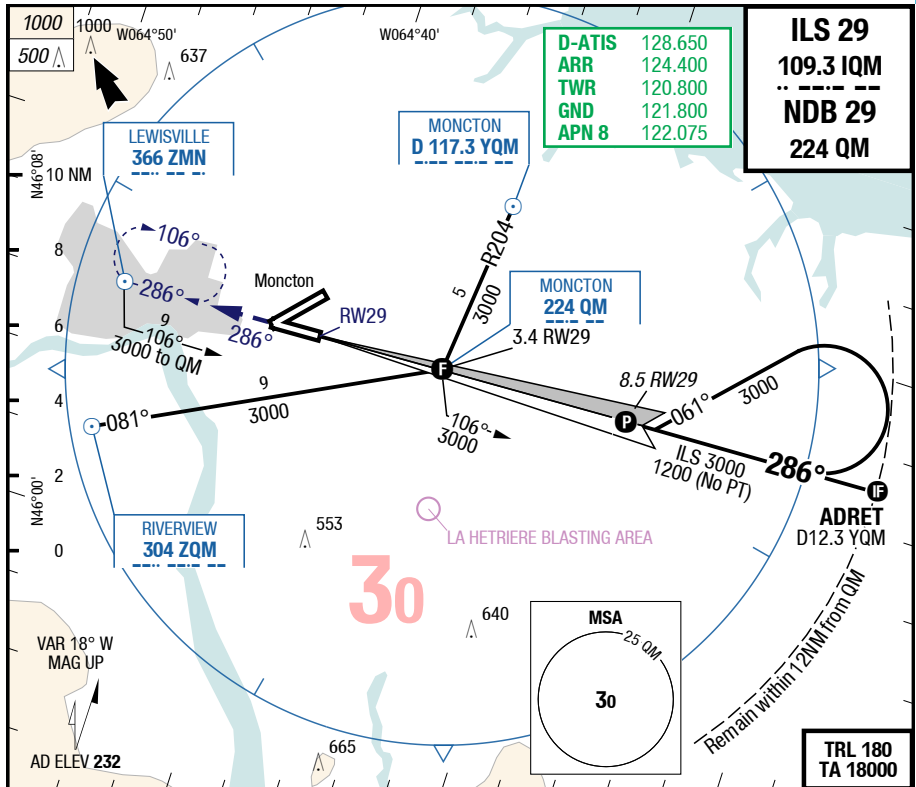 1000
500
1000
W064°50'
637
W064°40'
D-ATIS 128.650
ARR 124.400
TWR 120.800
GND 121.800
APN 8 122.075
ILS 29
109.3 IQM
NDB 29
224 QM
N46°08'
10 NM
LEWISVILLE
366 ZMN
MONCTON
D 117.3 YQM
8
106°
286°
Moncton
R204
5
3000
MONCTON
224 QM
6
9
106°
3000 to QM
286°
RW29
3.4 RW29
F
8.5 RW29
061°
3000
4
081°
9
3000
106°
3000
P
ILS 3000
1200 (No PT)
286°
IF
ADRET
D12.3 YQM
2
N46°00'
0
RIVERVIEW
304 ZQM
553
LA HETRIERE BLASTING AREA
30
640
MSA
25 QM
30
Remain within 12NM from QM
VAR 18° W
MAG UP
AD ELEV 232
665
TRL 180
TA 18000